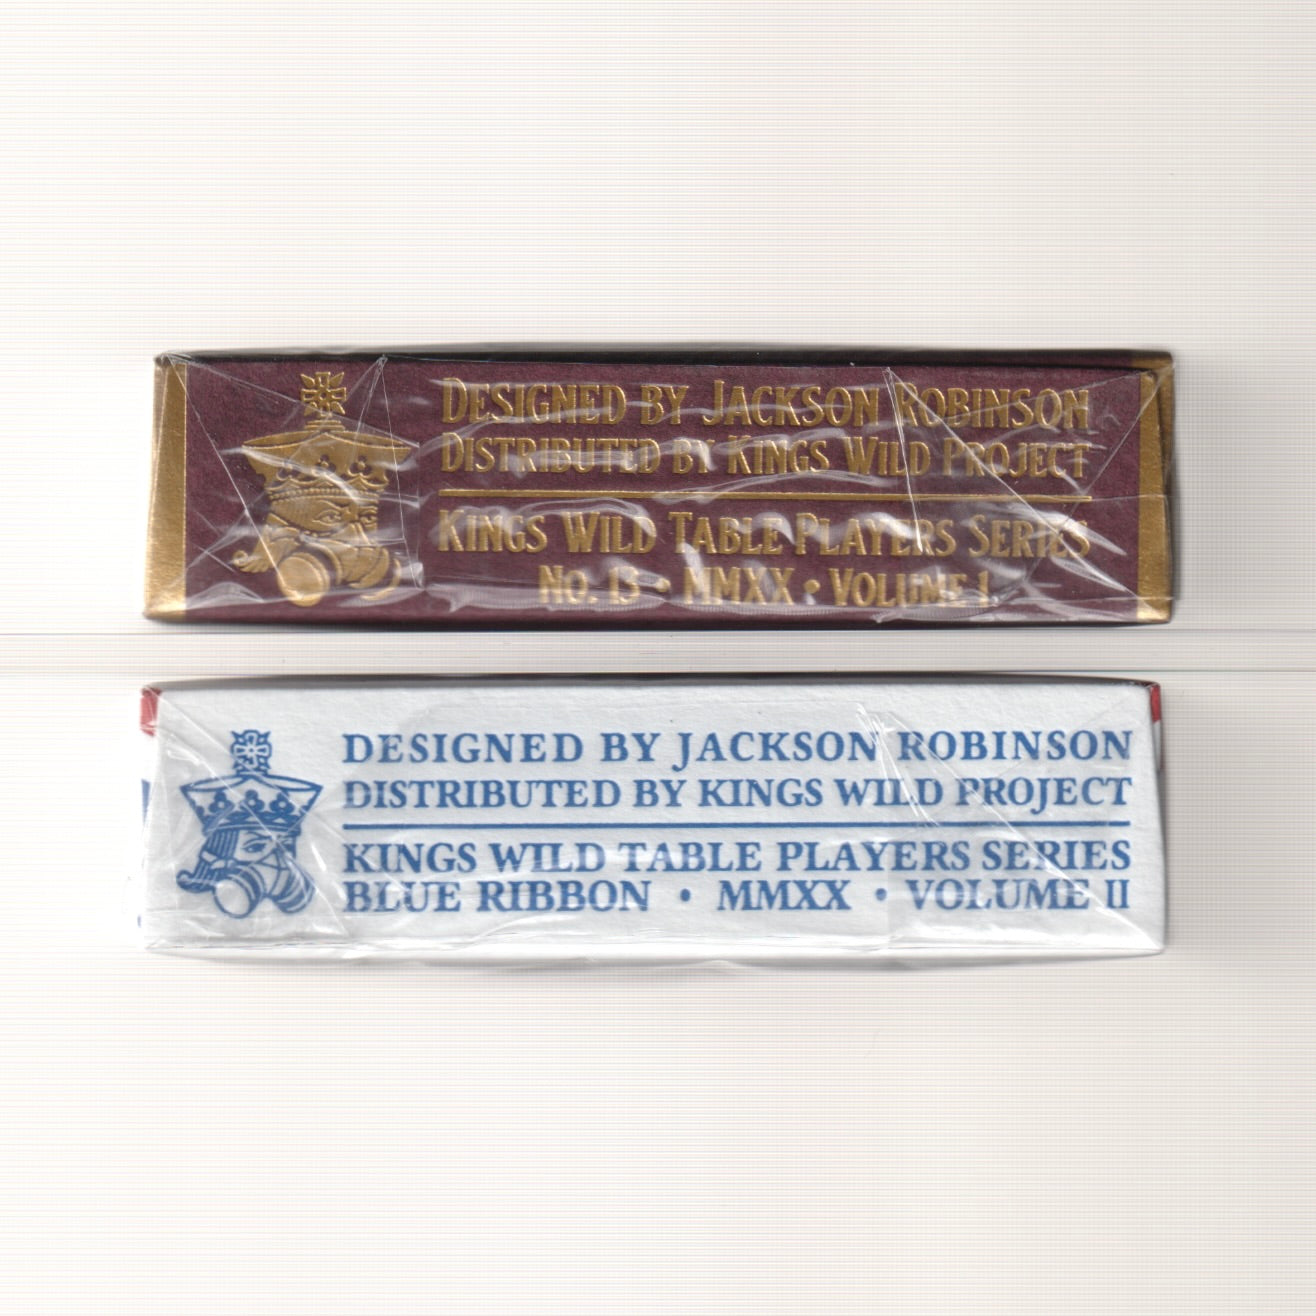 DESIGNED BY JACKSON ROBINSON
DISTRIBUTED BY KINGS WILD PROJECT
KINGS WILD TABLE PLAYERS SERIES
NO. 13 • MMXX • VOLUME 1
DESIGNED BY JACKSON ROBINSON
DISTRIBUTED BY KINGS WILD PROJECT
KINGS WILD TABLE PLAYERS SERIES
BLUE RIBBON • MMXX • VOLUME II